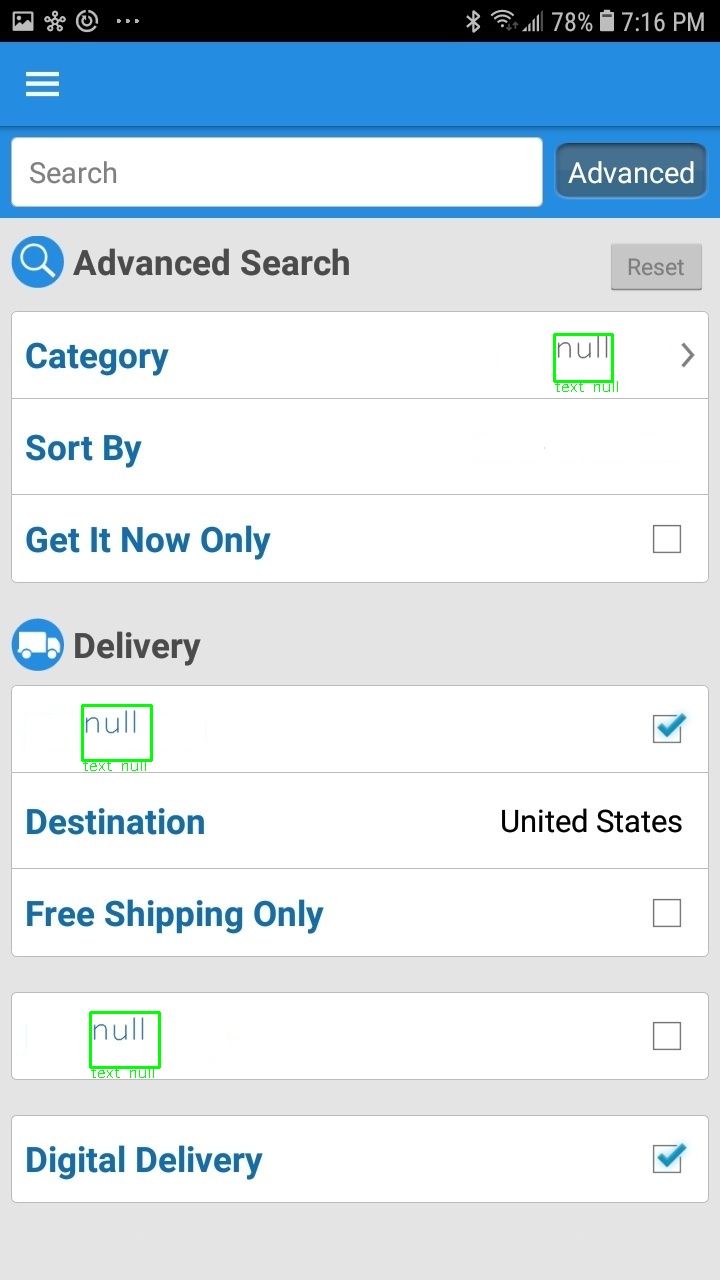 78% 7:16 PM
Search
Advanced
Advanced Search
Reset
Category
null
text null
Sort By
Get It Now Only
Delivery
null
text null
Destination
United States
Free Shipping Only
null
text null
Digital Delivery